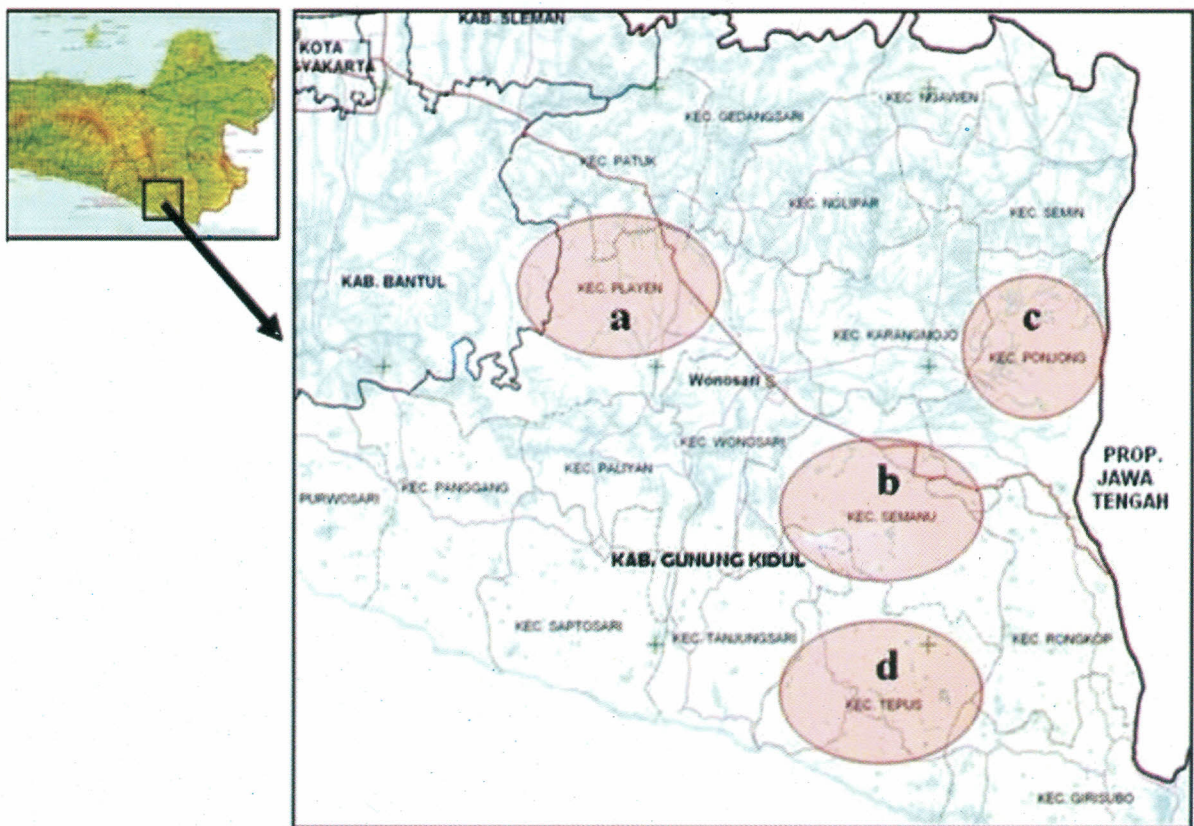 KAB. SLEMAN
KOTA
YAKARTA
KEC. NGAWEN
KEC. GEDANGSARI
KEC. PATUK
KEC. NGLIPAR
KEC. SEMIN
KAB. BANTUL
KEC. PLAYEN
a
c
KEC. KARANGMOJO
KEC. PONJONG
Wonosari
KEC. WONOSARI
KEC. PALIYAN
KEC. PANGGANG
PURWOSARI
b
KEC. SEMANU
PROP.
JAWA
TENGAH
KAB. GUNUNG KIDUL
KEC. SAPTOSARI
KEC. TANJUNGSARI
KEC. RONGKOP
d
KEC. TEPUS
KEC. GIRISUBO